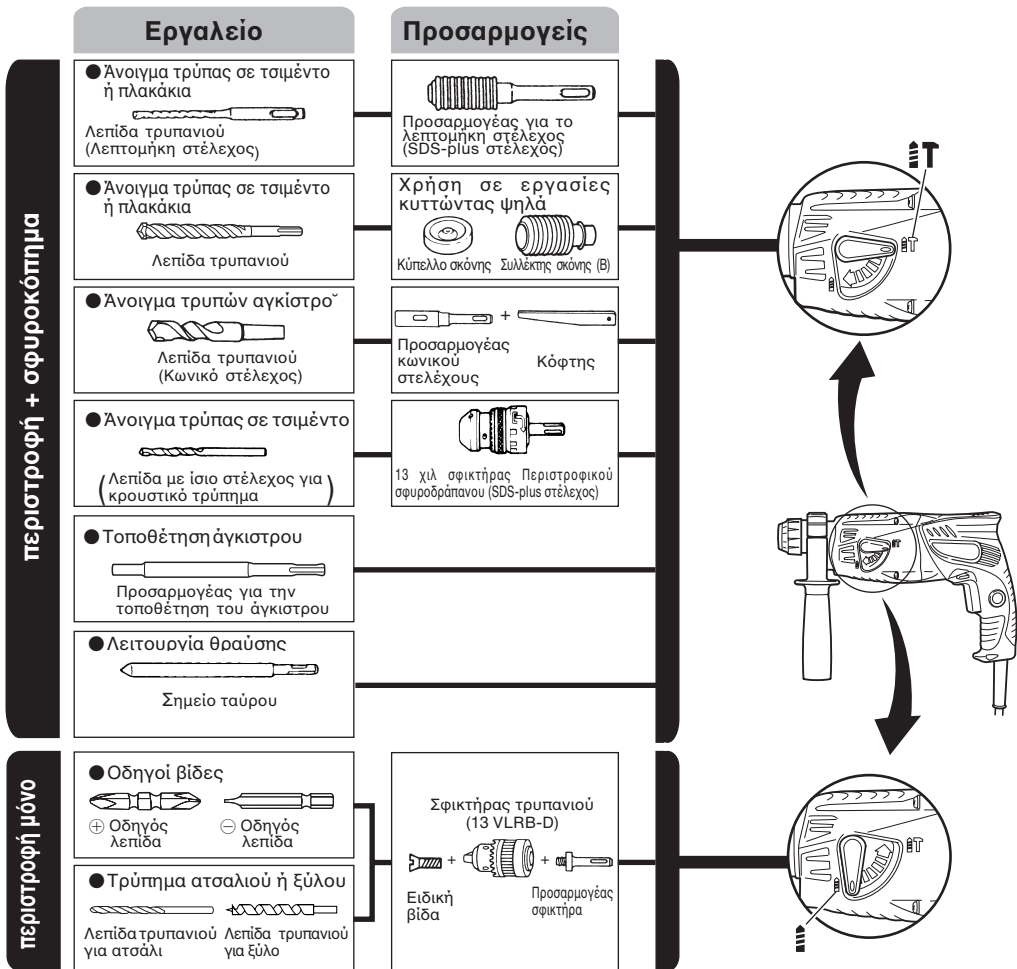 Εργαλείο
Προσαρμογείς
περιστροφή + σφυροκόπημα
● Άνοιγμα τρύπας σε τσιμέντο
ή πλακάκια
Λεπίδα τρυπανιού
(Λεπτομήκη στέλεχος)
Προσαρμογέας για το
λεπτομήκη στέλεχος
(SDS-plus στέλεχος)
● Άνοιγμα τρύπας σε τσιμέντο
ή πλακάκια
Λεπίδα τρυπανιού
Χρήση σε εργασίες
κυττώντας ψηλά
Κύπελλο σκόνης
Συλλέκτης σκόνης (B)
● Άνοιγμα τρυπών αγκίστρο˘
Λεπίδα τρυπανιού
(Κωνικό στέλεχος)
+
Προσαρμογέας
κωνικού
στελέχους
Κόφτης
● Άνοιγμα τρύπας σε τσιμέντο
(Λεπίδα με ίσιο στέλεχος για
κρουστικό τρύπημα)
13 χιλ σφικτήρας Περιστροφικού
σφυροδράπανου (SDS-plus στέλεχος)
● Τοποθέτηση άγκιστρου
Προσαρμογέας για την
τοποθέτηση του άγκιστρου
● Λειτουργία θραύσης
Σημείο ταύρου
περιστροφή μόνο
● Οδηγοί βίδες
⊕ Οδηγός
λεπίδα
⊖ Οδηγός
λεπίδα
● Τρύπημα ατσαλιού ή ξύλου
Λεπίδα τρυπανιού
για ατσάλι
Λεπίδα τρυπανιού
για ξύλο
Σφικτήρας τρυπανιού
(13 VLRB-D)
+ +
Ειδική
βίδα
Προσαρμογέας
σφικτήρα